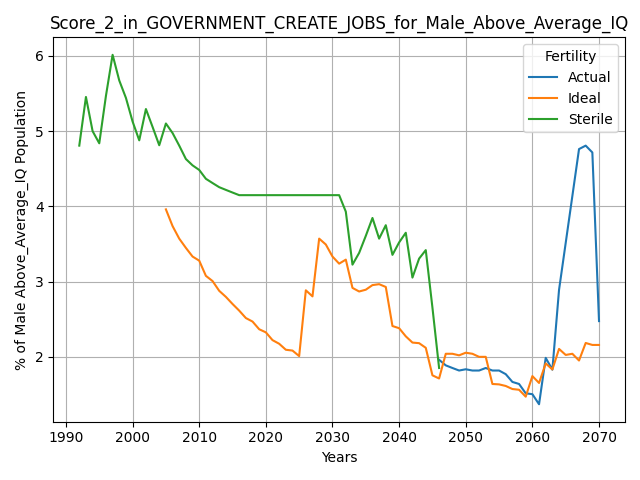 Score_2_in_GOVERNMENT_CREATE_JOBS_for_Male_Above_Average_IQ
% of Male Above_Average_IQ Population
6
5
4
3
2
Fertility
Actual
Ideal
Sterile
1990 2000 2010 2020 2030 2040 2050 2060 2070
Years